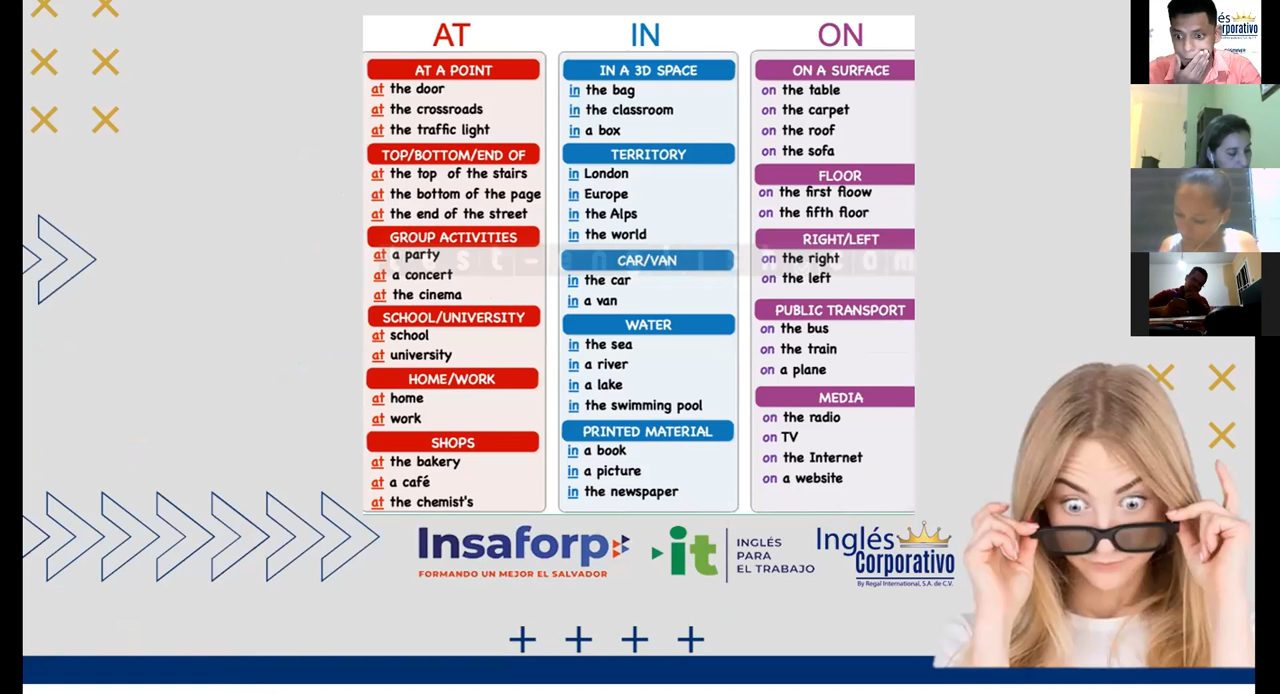 AT
AT A POINT
at the door
at the crossroads
at the traffic light
TOP/BOTTOM/END OF
at the top of the stairs
at the bottom of the page
at the end of the street
GROUP ACTIVITIES
at a party
at a concert
at the cinema
SCHOOL/UNIVERSITY
at school
at university
HOME/WORK
at home
at work
SHOPS
at the bakery
at a café
at the chemist's
IN
IN A 3D SPACE
in the bag
in the classroom
in a box
TERRITORY
in London
in Europe
in the Alps
in the world
CAR/VAN
in the car
in a van
WATER
in the sea
in a river
in a lake
in the swimming pool
PRINTED MATERIAL
in a book
in a picture
in the newspaper
ON
ON A SURFACE
on the table
on the carpet
on the roof
on the sofa
FLOOR
on the first floow
on the fifth floor
RIGHT/LEFT
on the right
on the left
PUBLIC TRANSPORT
on the bus
on the train
on a plane
MEDIA
on the radio
on TV
on the Internet
on a website
Insaforp
FORMANDO UN MEJOR EL SALVADOR
it
INGLÉS
PARA
EL TRABAJO
Inglés
Corporativo
By Regal International, S.A. de C.V.